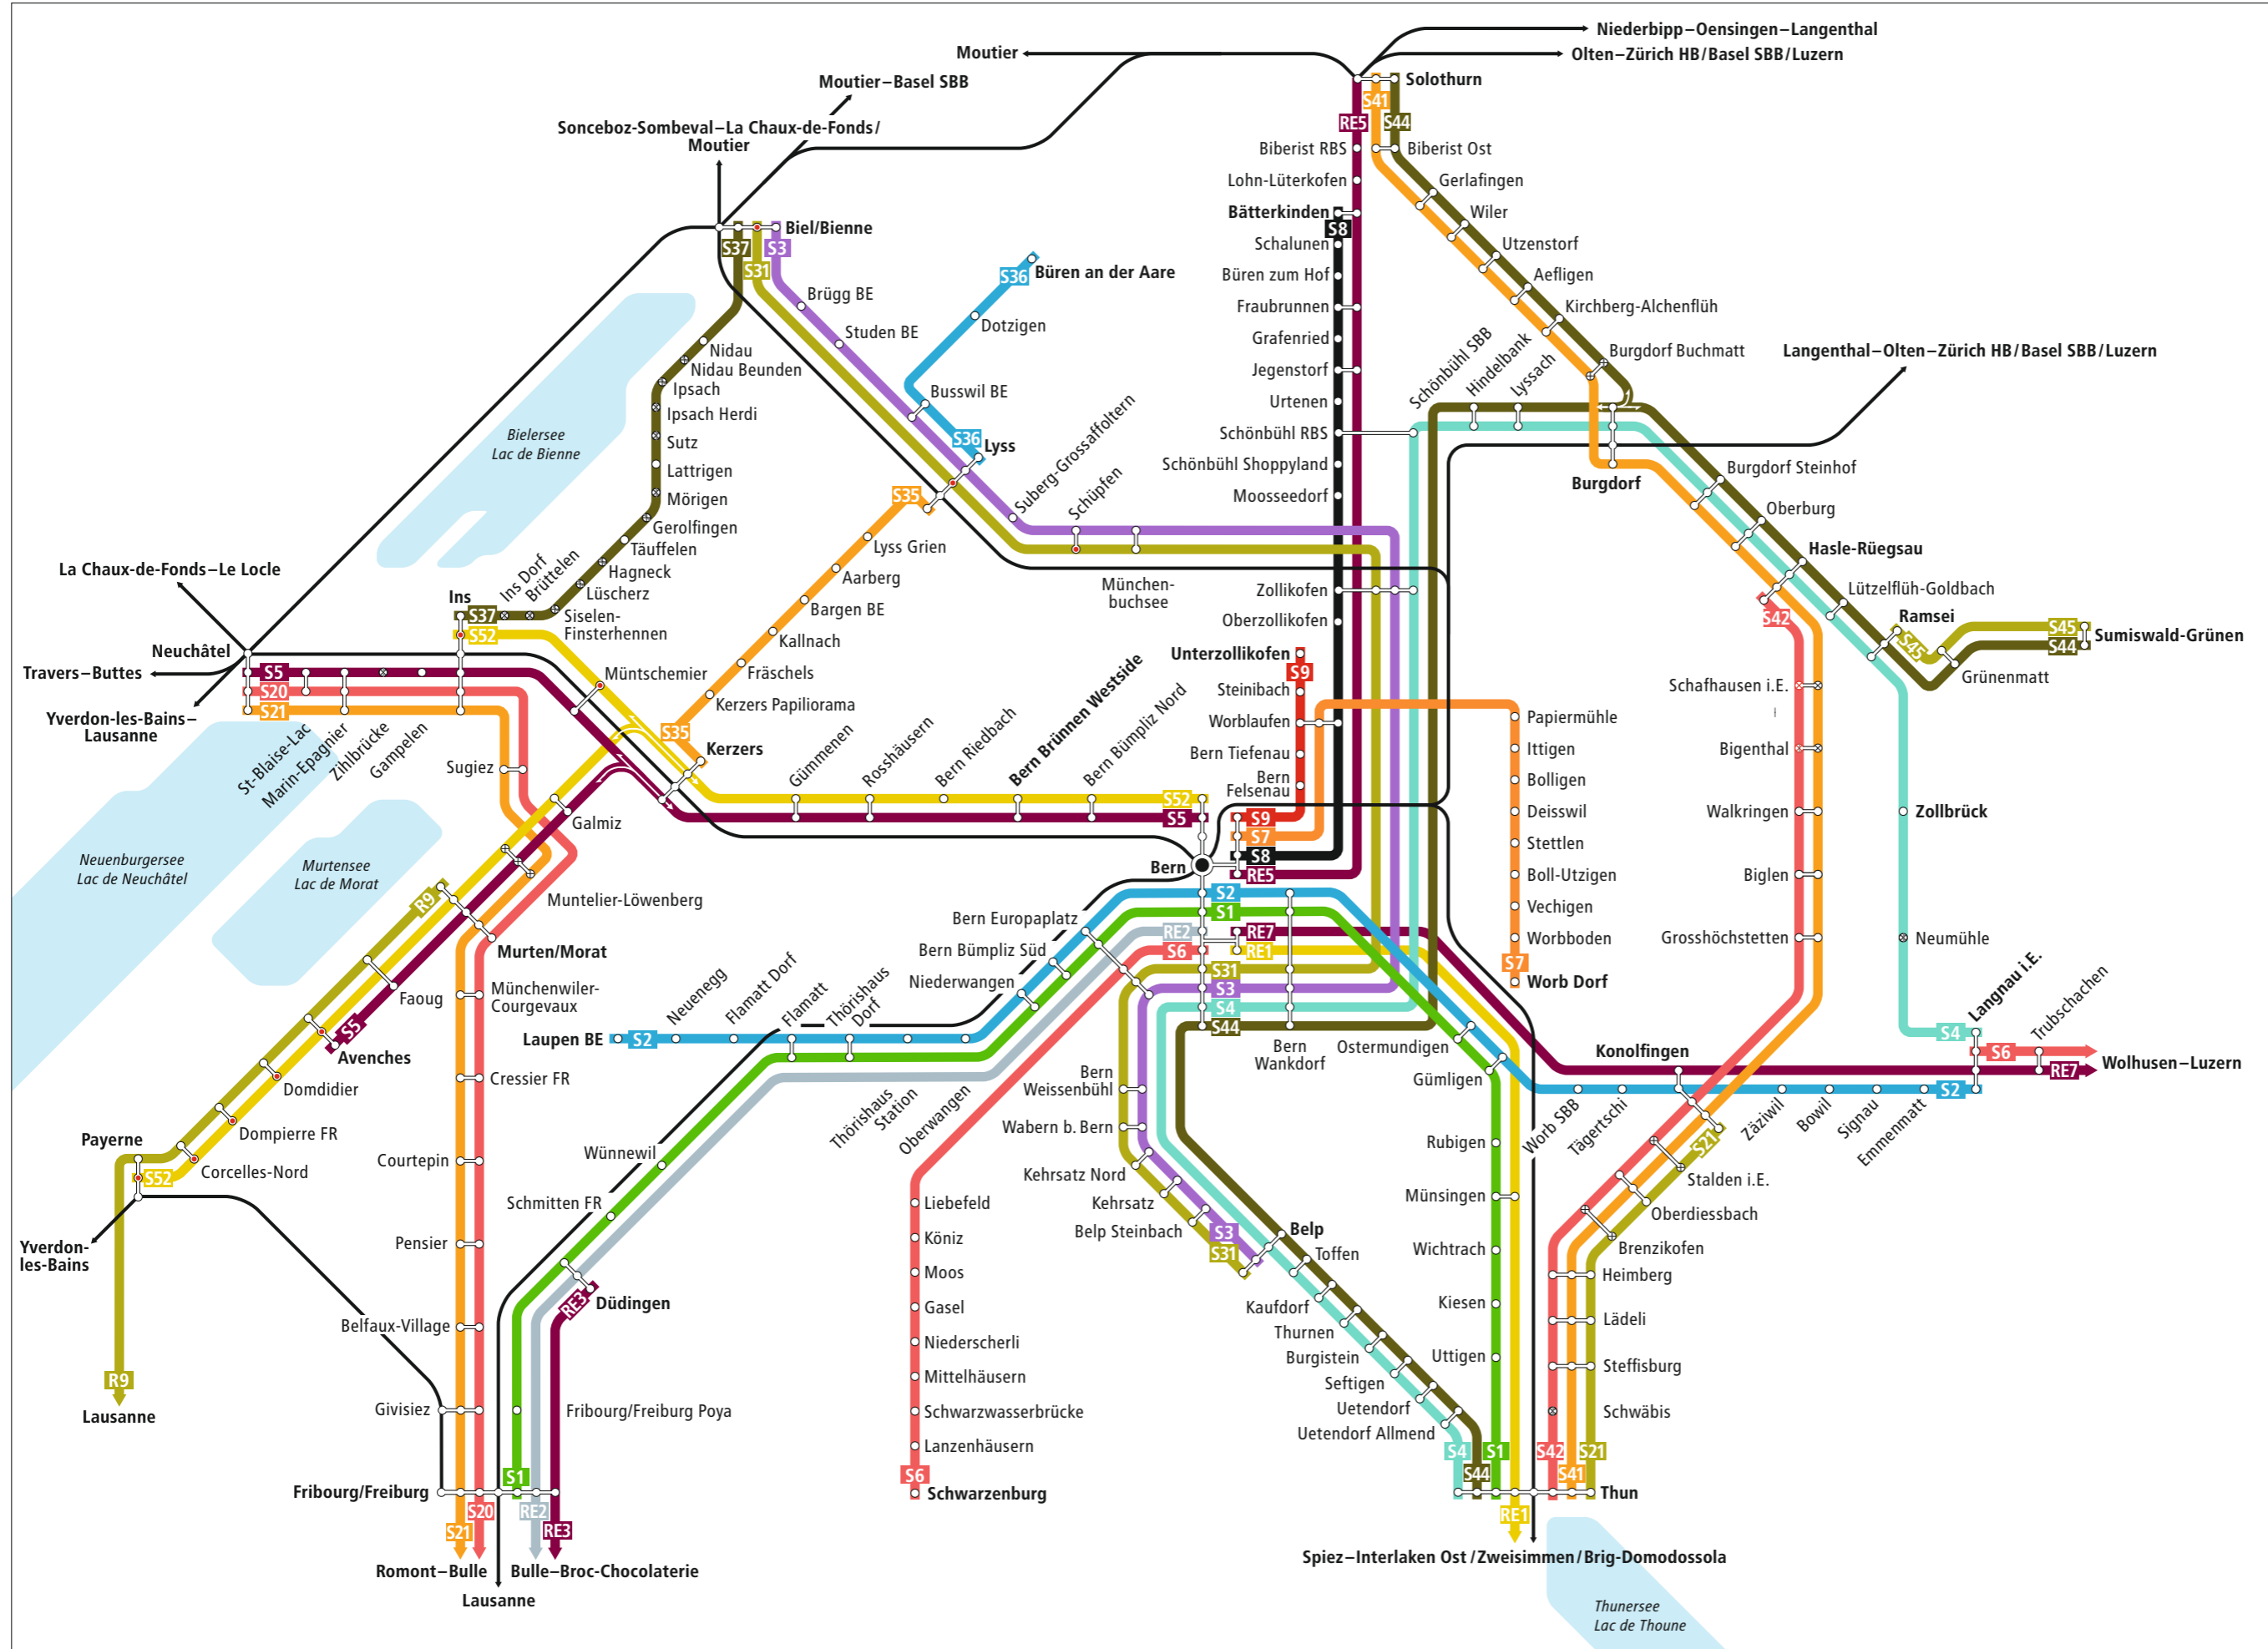 Niederbipp–Oensingen–Langenthal
Moutier
Olten–Zürich HB/Basel SBB/Luzern
Moutier–Basel SBB
Solothurn
S41
RE5
S44
Sonceboz-Sombeval–La Chaux-de-Fonds/
Moutier
Biberist RBS
Biberist Ost
Lohn-Lüterkofen
Gerlafingen
Bätterkinden
S8
Wiler
Biel/Bienne
S37
S31
S3
Schalunen
Utzenstorf
Büren an der Aare
S36
Büren zum Hof
Aefligen
Brügg BE
Fraubrunnen
Kirchberg-Alchenflüh
Dotzigen
Studen BE
Grafenried
Nidau
Nidau Beunden
Burgdorf Buchmatt
Langenthal–Olten–Zürich HB/Basel SBB/Luzern
Schönbühl SBB
Hindelbank
Lyssach
Jegenstorf
Ipsach
Busswil BE
Urtenen
Ipsach Herdi
Bielersee
Lac de Bienne
Sutz
S36
Lyss
Schönbühl RBS
Lattrigen
Suberg-Grossaffoltern
Schüpfen
Schönbühl Shoppyland
Burgdorf
Burgdorf Steinhof
Mörigen
S35
Moosseedorf
Oberburg
Gerolfingen
Lyss Grien
Täuffelen
Hasle-Rüegsau
La Chaux-de-Fonds–Le Locle
Hagneck
Aarberg
München-
buchsee
Zollikofen
Lützelflüh-Goldbach
Ins
Ins Dorf
Brüttelen
Lüscherz
Bargen BE
Oberzollikofen
S42
Ramsei
S37
Siselen-
Finsterhennen
S45
S45
Sumiswald-Grünen
S44
S52
Kallnach
Neuchâtel
Unterzollikofen
S9
Travers–Buttes
S5
Müntschemier
Fräschels
Grünenmatt
S20
Steinibach
Schafhausen i.E.
S21
Kerzers Papiliorama
Yverdon-les-Bains–
Lausanne
Worblaufen
Papiermühle
St-Blaise-Lac
Marin-Epagnier
Zihlbrücke
Gampelen
S35
Kerzers
Gümmenen
Rosshäusern
Bern Riedbach
Bern Brünnen Westside
Bern Bümpliz Nord
Bern Tiefenau
Ittigen
Bigenthal
Sugiez
Bern
Felsenau
Bolligen
S52
S5
S9
S7
S8
RE5
Deisswil
Walkringen
Zollbrück
Galmiz
Stettlen
Neuenburgersee
Lac de Neuchâtel
Murtensee
Lac de Morat
Bern
Boll-Utzigen
Biglen
R9
Muntelier-Löwenberg
S2
S1
Vechigen
Bern Europaplatz
RE2
RE7
Worbboden
Grosshöchstetten
Neumühle
Murten/Morat
Bern Bümpliz Süd
S6
RE1
S7
S31
Worb Dorf
Niederwangen
S3
Münchenwiler-
Courgevaux
Faoug
Neuenegg
Flamatt Dorf
Flamatt
Thörishaus
Dorf
S4
S44
Langnau i.E.
Trubschachen
S5
Laupen BE
S2
Bern
Wankdorf
Ostermundigen
Konolfingen
S4
S6
Wolhusen–Luzern
RE7
Avenches
Bern
Weissenbühl
Gümligen
S2
Domdidier
Cressier FR
Thörishaus
Station
Oberwangen
Worb SBB
Tägertschi
Zäziwil
Bowil
Signau
Emmenmatt
Wabern b. Bern
S21
Dompierre FR
Payerne
Rubigen
Courtepin
Wünnewil
Kehrsatz Nord
Stalden i.E.
Corcelles-Nord
S52
Kehrsatz
Münsingen
Liebefeld
Schmitten FR
Oberdiessbach
Belp Steinbach
S3
Belp
Pensier
Köniz
S31
Toffen
Wichtrach
Brenzikofen
Yverdon-
les-Bains
Moos
Heimberg
RE3
Düdingen
Gasel
Kaufdorf
Kiesen
Lädeli
Belfaux-Village
Niederscherli
Thurnen
Burgistein
Uttigen
Steffisburg
R9
Mittelhäusern
Seftigen
Givisiez
Fribourg/Freiburg Poya
Schwarzwasserbrücke
Uetendorf
Schwäbis
Lausanne
Lanzenhäusern
Uetendorf Allmend
S4
S1
S42
S21
S1
S6
S44
S41
Fribourg/Freiburg
Schwarzenburg
Thun
S21
S20
RE2
RE3
RE1
Romont–Bulle
Bulle–Broc-Chocolaterie
Spiez–Interlaken Ost/Zweisimmen/Brig-Domodossola
Lausanne
Thunersee
Lac de Thoune